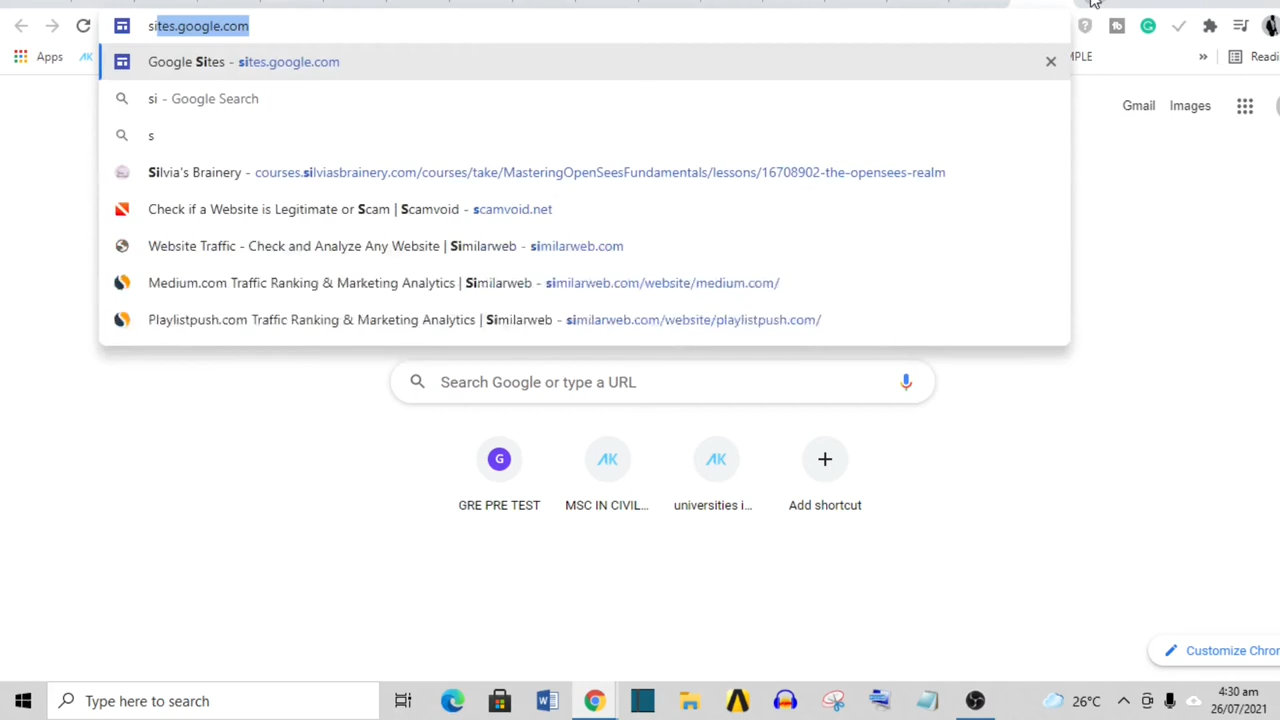 sites.google.com
Apps
AK
MPLE
»
Readi
Google Sites - sites.google.com
si - Google Search
s
Silvia's Brainery - courses.silviasbrainery.com/courses/take/MasteringOpenSeesFundamentals/lessons/16708902-the-opensees-realm
Check if a Website is Legitimate or Scam | Scamvoid - scamvoid.net
Website Traffic - Check and Analyze Any Website | Similarweb - similarweb.com
Medium.com Traffic Ranking & Marketing Analytics | Similarweb - similarweb.com/website/medium.com/
Playlistpush.com Traffic Ranking & Marketing Analytics | Similarweb - similarweb.com/website/playlistpush.com/
Gmail Images
Search Google or type a URL
G
AK
AK
GRE PRE TEST
MSC IN CIVIL...
universities i...
Add shortcut
Customize Chror
Type here to search
26°C
4:30 am
26/07/2021